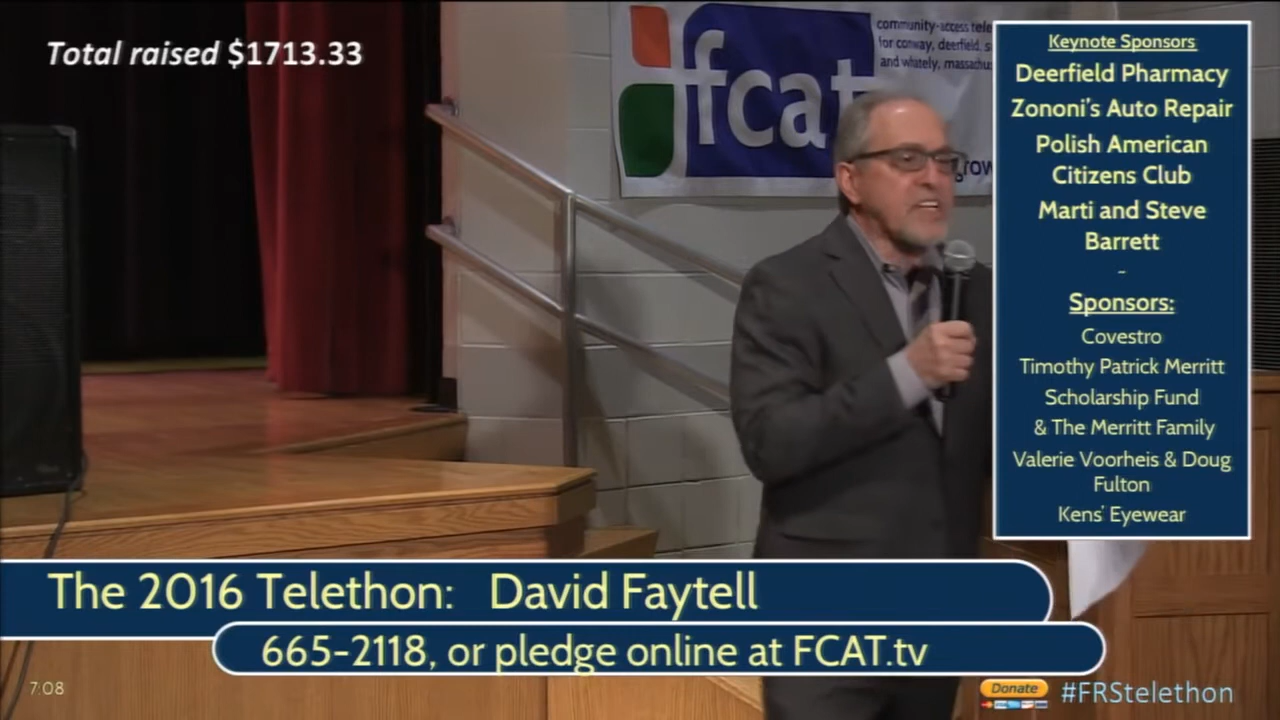 Total raised $1713.33
fcat
community-access tele
for conway, deerfield, s
and whately, massachus
grow
Keynote Sponsors
Deerfield Pharmacy
Zononi's Auto Repair
Polish American
Citizens Club
Marti and Steve
Barrett
-
Sponsors:
Covestro
Timothy Patrick Merritt
Scholarship Fund
& The Merritt Family
Valerie Voorheis & Doug
Fulton
Kens' Eyewear
The 2016 Telethon: David Faytell
665-2118, or pledge online at FCAT.tv
7:08
Donate
#FRStelethon